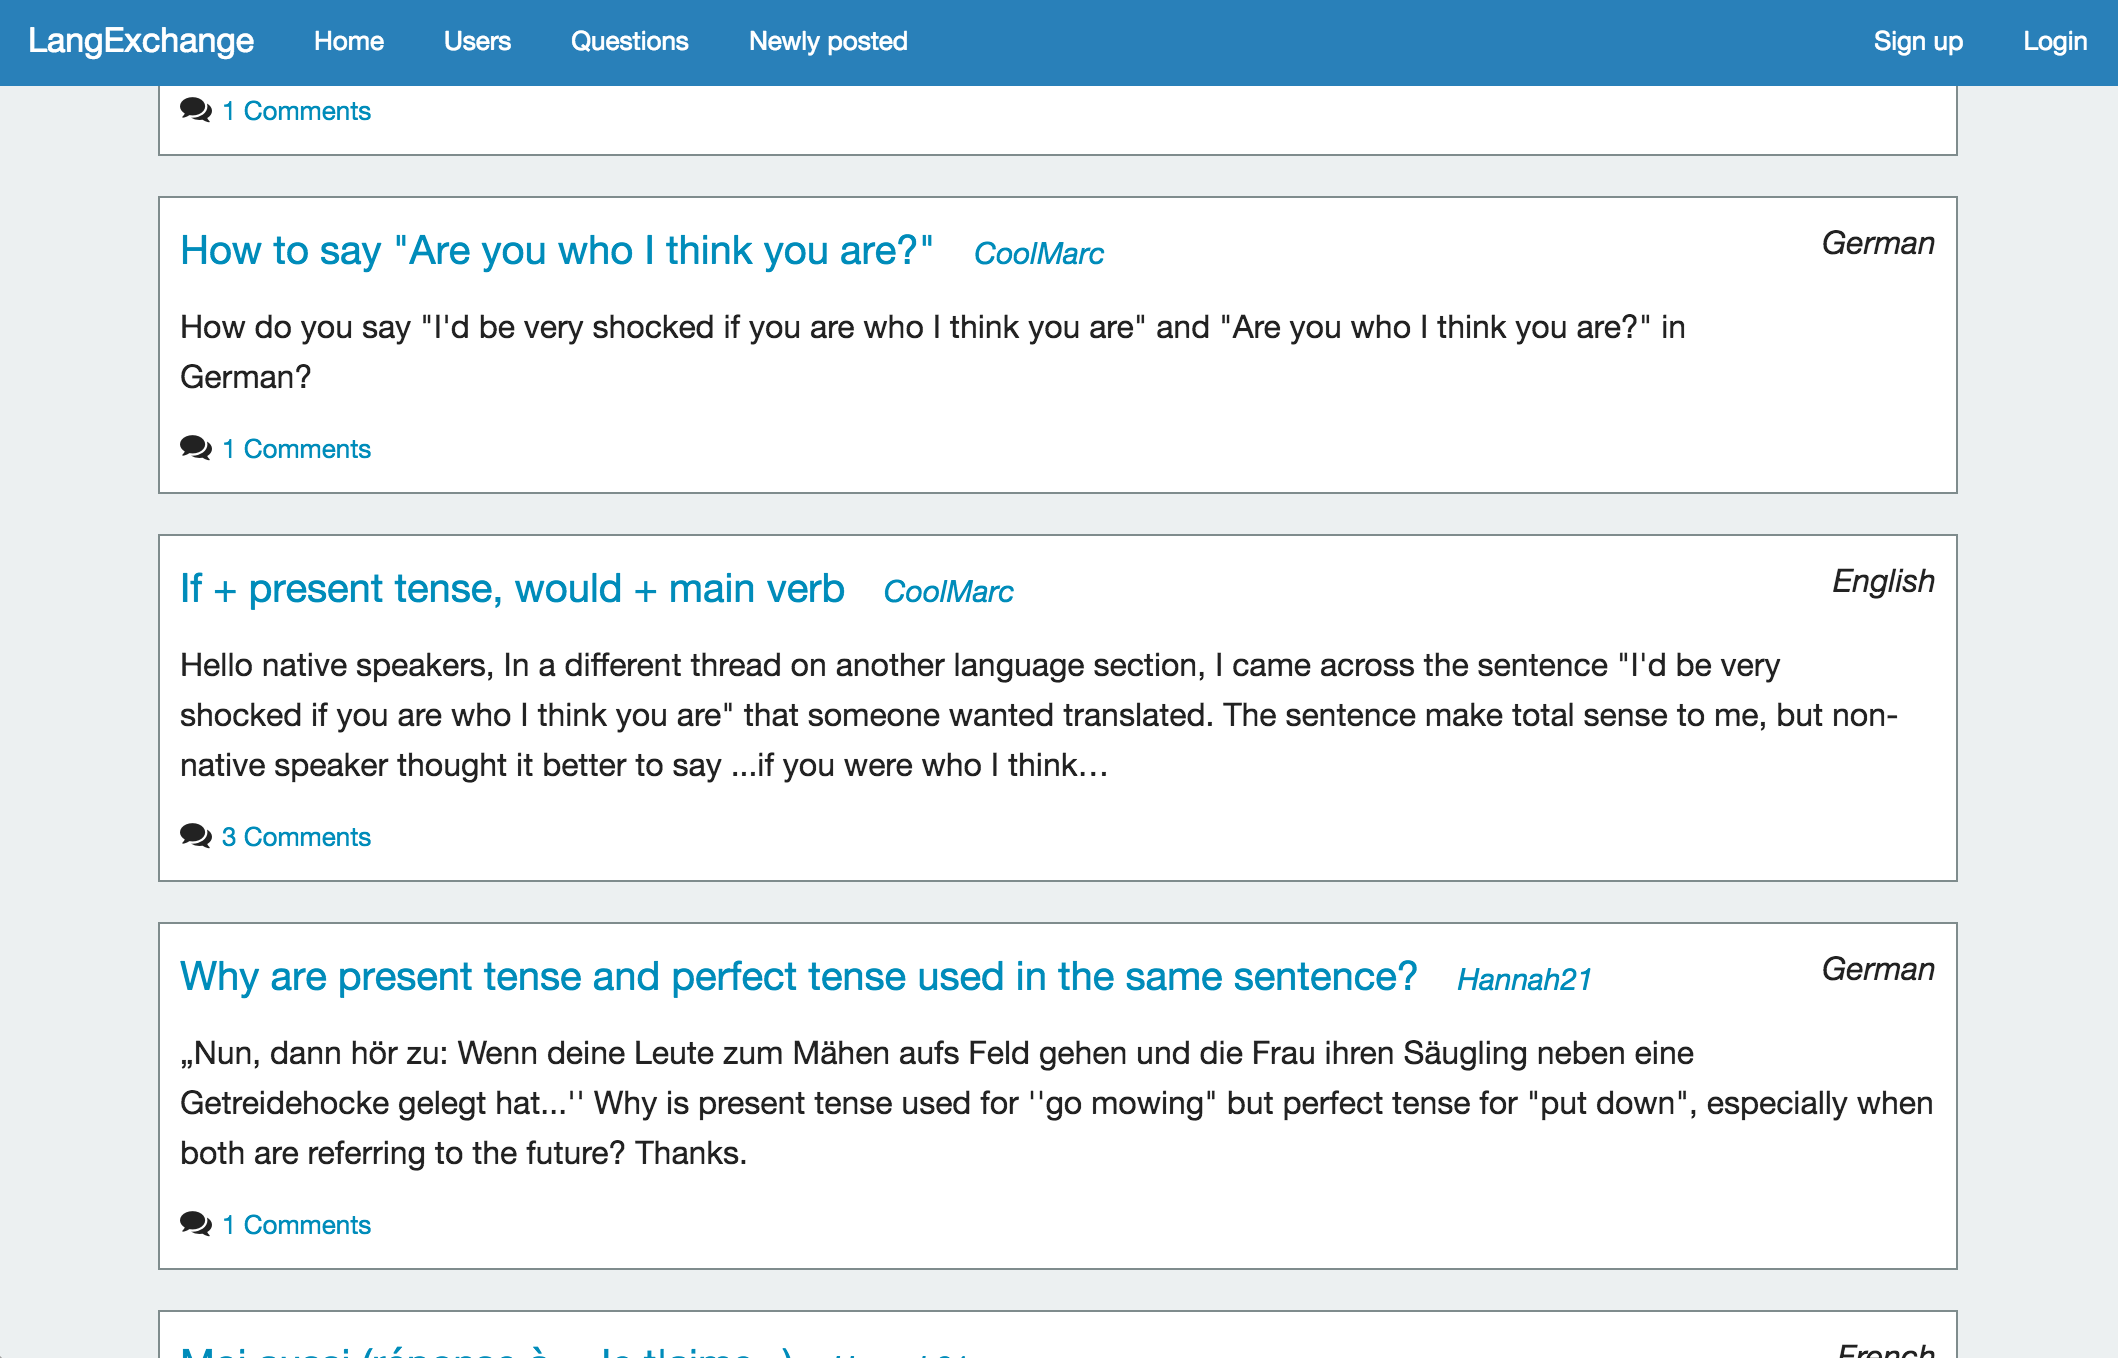 LangExchange Home Users Questions Newly posted Sign up Login
1 Comments
How to say "Are you who I think you are?" CoolMarc German
How do you say "I'd be very shocked if you are who I think you are" and "Are you who I think you are?" in
German?
1 Comments
If + present tense, would + main verb CoolMarc English
Hello native speakers, In a different thread on another language section, I came across the sentence "I'd be very
shocked if you are who I think you are" that someone wanted translated. The sentence make total sense to me, but non-
native speaker thought it better to say ...if you were who I think…
3 Comments
Why are present tense and perfect tense used in the same sentence? Hannah21 German
„Nun, dann hör zu: Wenn deine Leute zum Mähen aufs Feld gehen und die Frau ihren Säugling neben eine
Getreidehocke gelegt hat...'' Why is present tense used for ''go mowing" but perfect tense for "put down", especially when
both are referring to the future? Thanks.
1 Comments
Moi aussi (réponse à French